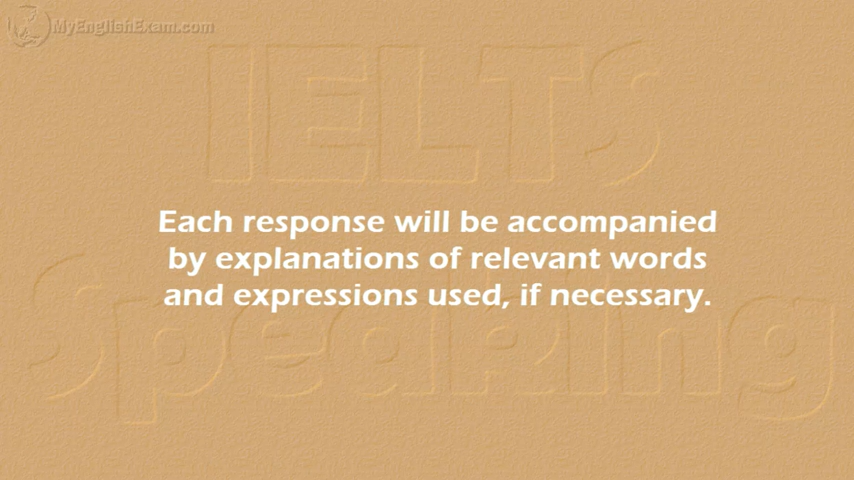 MyEnglishExam.com
IELTS
Each response will be accompanied
by explanations of relevant words
and expressions used, if necessary.
Speaking